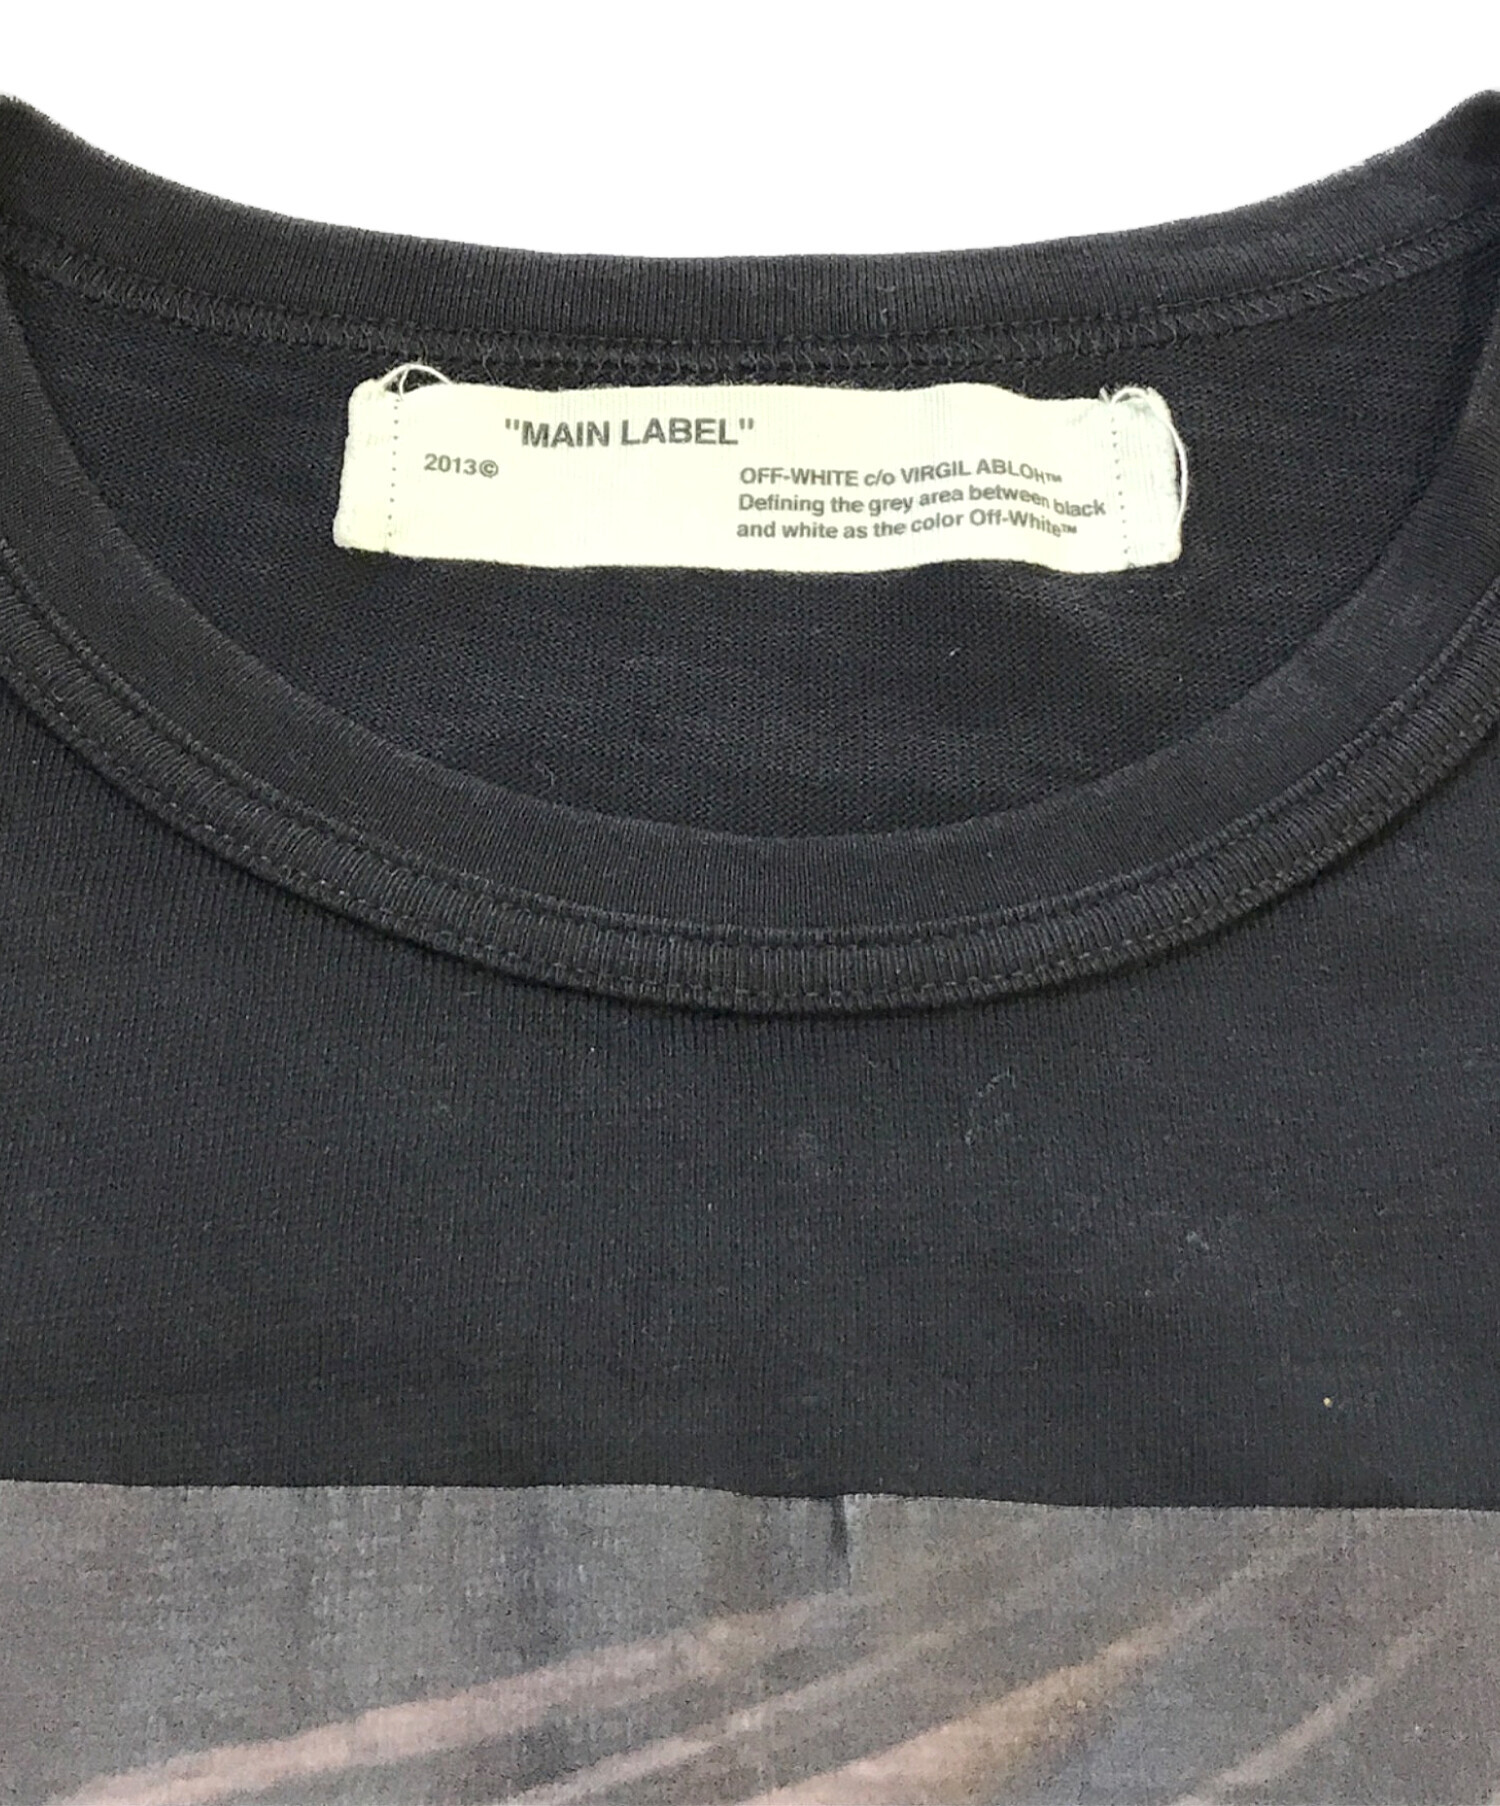 "MAIN LABEL"
2013©
OFF-WHITE c/o VIRGIL ABLOH™
Defining the grey area between black
and white as the color Off-White™